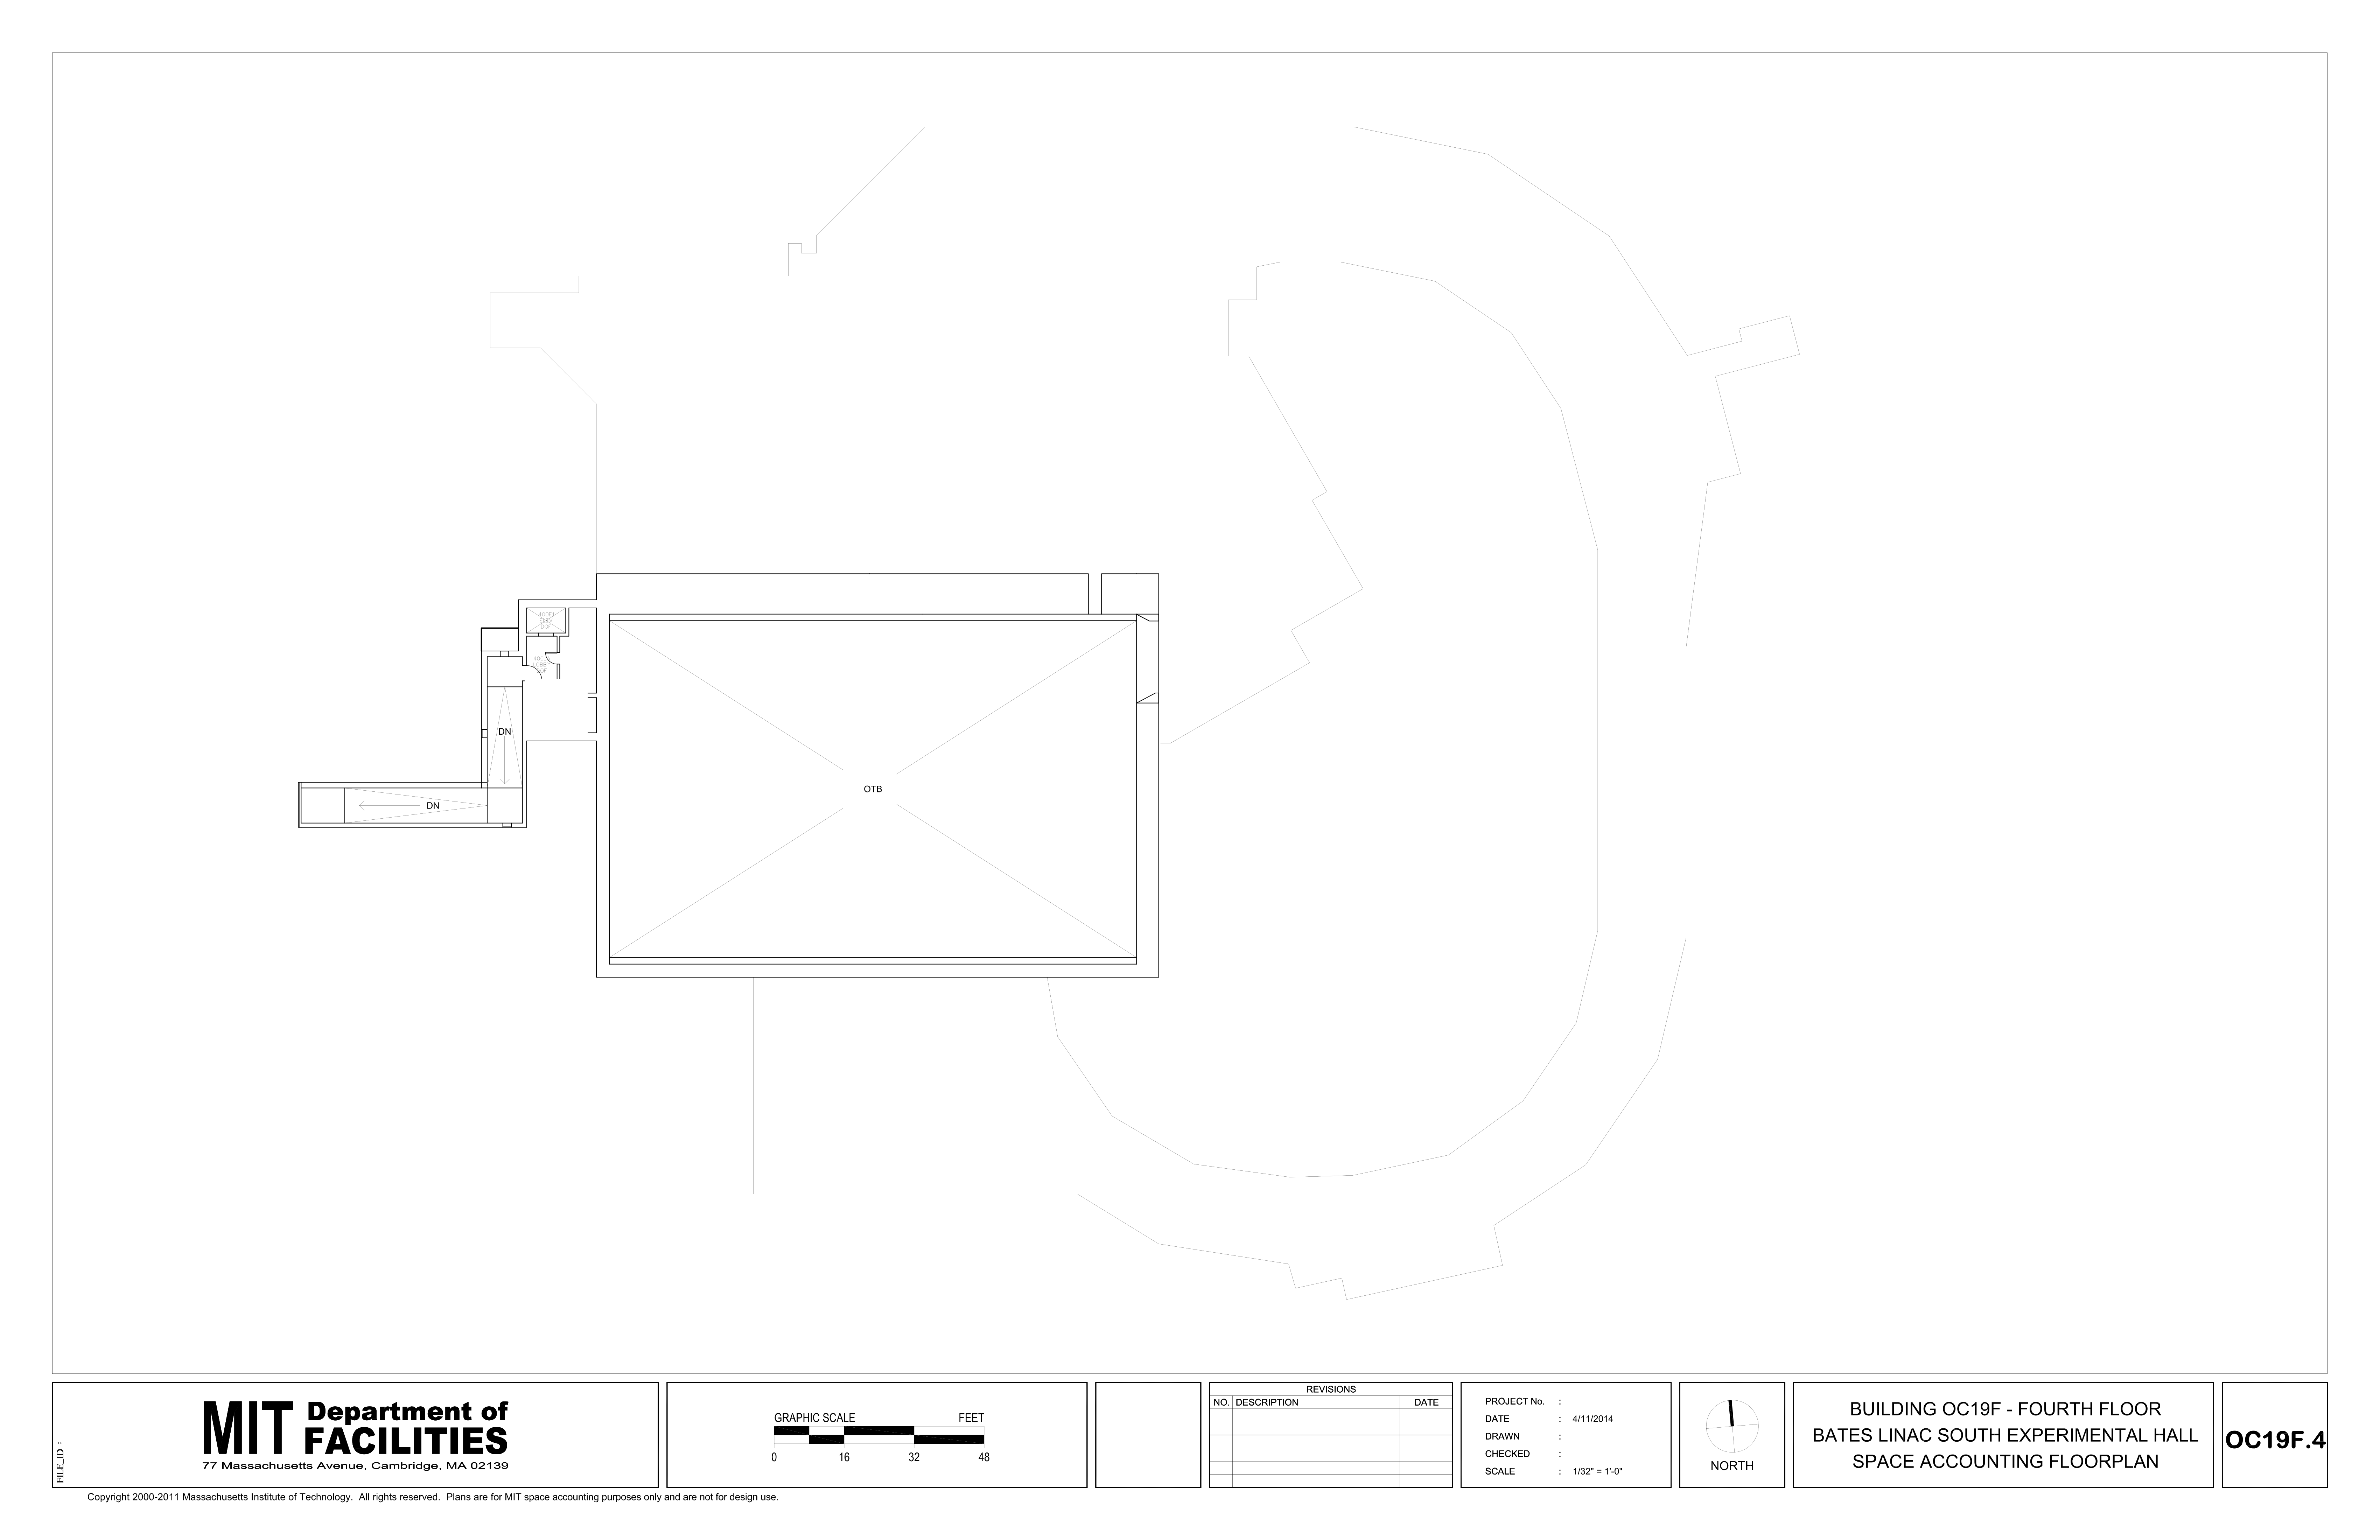 DN
DN
OTB
MIT Department of
FACILITIES
77 Massachusetts Avenue, Cambridge, MA 02139
FILE_ID :
GRAPHIC SCALE FEET
0 16 32 48
REVISIONS
NO. DESCRIPTION DATE
PROJECT No. :
DATE : 4/11/2014
DRAWN :
CHECKED :
SCALE : 1/32" = 1'-0"
NORTH
BUILDING OC19F - FOURTH FLOOR
BATES LINAC SOUTH EXPERIMENTAL HALL
SPACE ACCOUNTING FLOORPLAN
OC19F.4
Copyright 2000-2011 Massachusetts Institute of Technology. All rights reserved. Plans are for MIT space accounting purposes only and are not for design use.